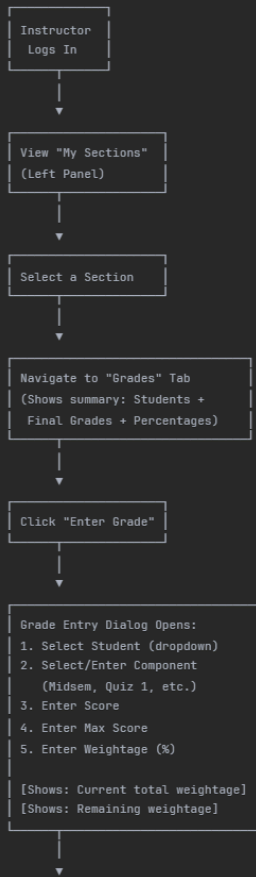 Instructor
Logs In
View "My Sections"
(Left Panel)
Select a Section
Navigate to "Grades" Tab
(Shows summary: Students +
Final Grades + Percentages)
Click "Enter Grade"
Grade Entry Dialog Opens:
1. Select Student (dropdown)
2. Select/Enter Component
(Midsem, Quiz 1, etc.)
3. Enter Score
4. Enter Max Score
5. Enter Weightage (%)
[Shows: Current total weightage]
[Shows: Remaining weightage]